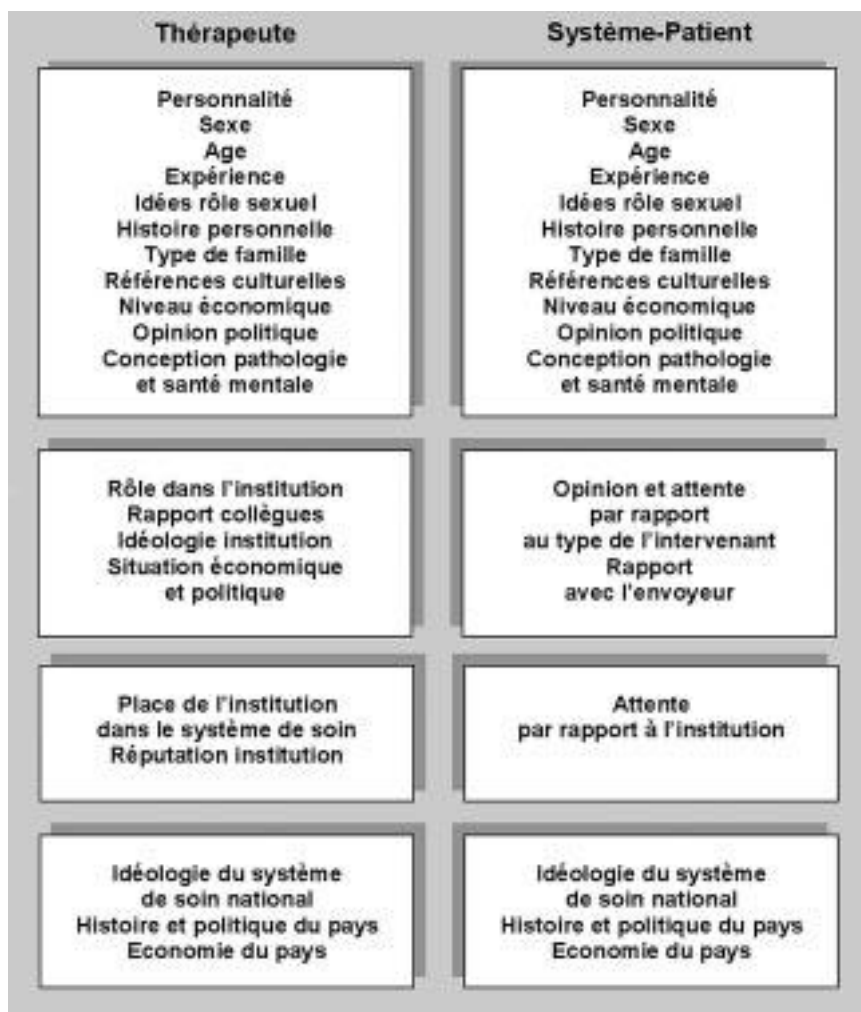 Thérapeute
Personnalité
Sexe
Age
Expérience
Idées rôle sexuel
Histoire personnelle
Type de famille
Références culturelles
Niveau économique
Opinion politique
Conception pathologie
et santé mentale
Rôle dans l'institution
Rapport collègues
Idéologie institution
Situation économique
et politique
Place de l'institution
dans le système de soin
Réputation institution
Idéologie du système
de soin national
Histoire et politique du pays
Economie du pays
Système-Patient
Personnalité
Sexe
Age
Expérience
Idées rôle sexuel
Histoire personnelle
Type de famille
Références culturelles
Niveau économique
Opinion politique
Conception pathologie
et santé mentale
Opinion et attente
par rapport
au type de l'intervenant
Rapport
avec l'envoyeur
Attente
par rapport à l'institution
Idéologie du système
de soin national
Histoire et politique du pays
Economie du pays